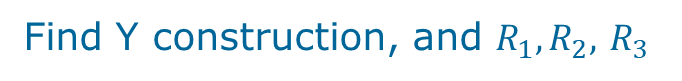 Find Y construction, and R₁, R₂, R₃